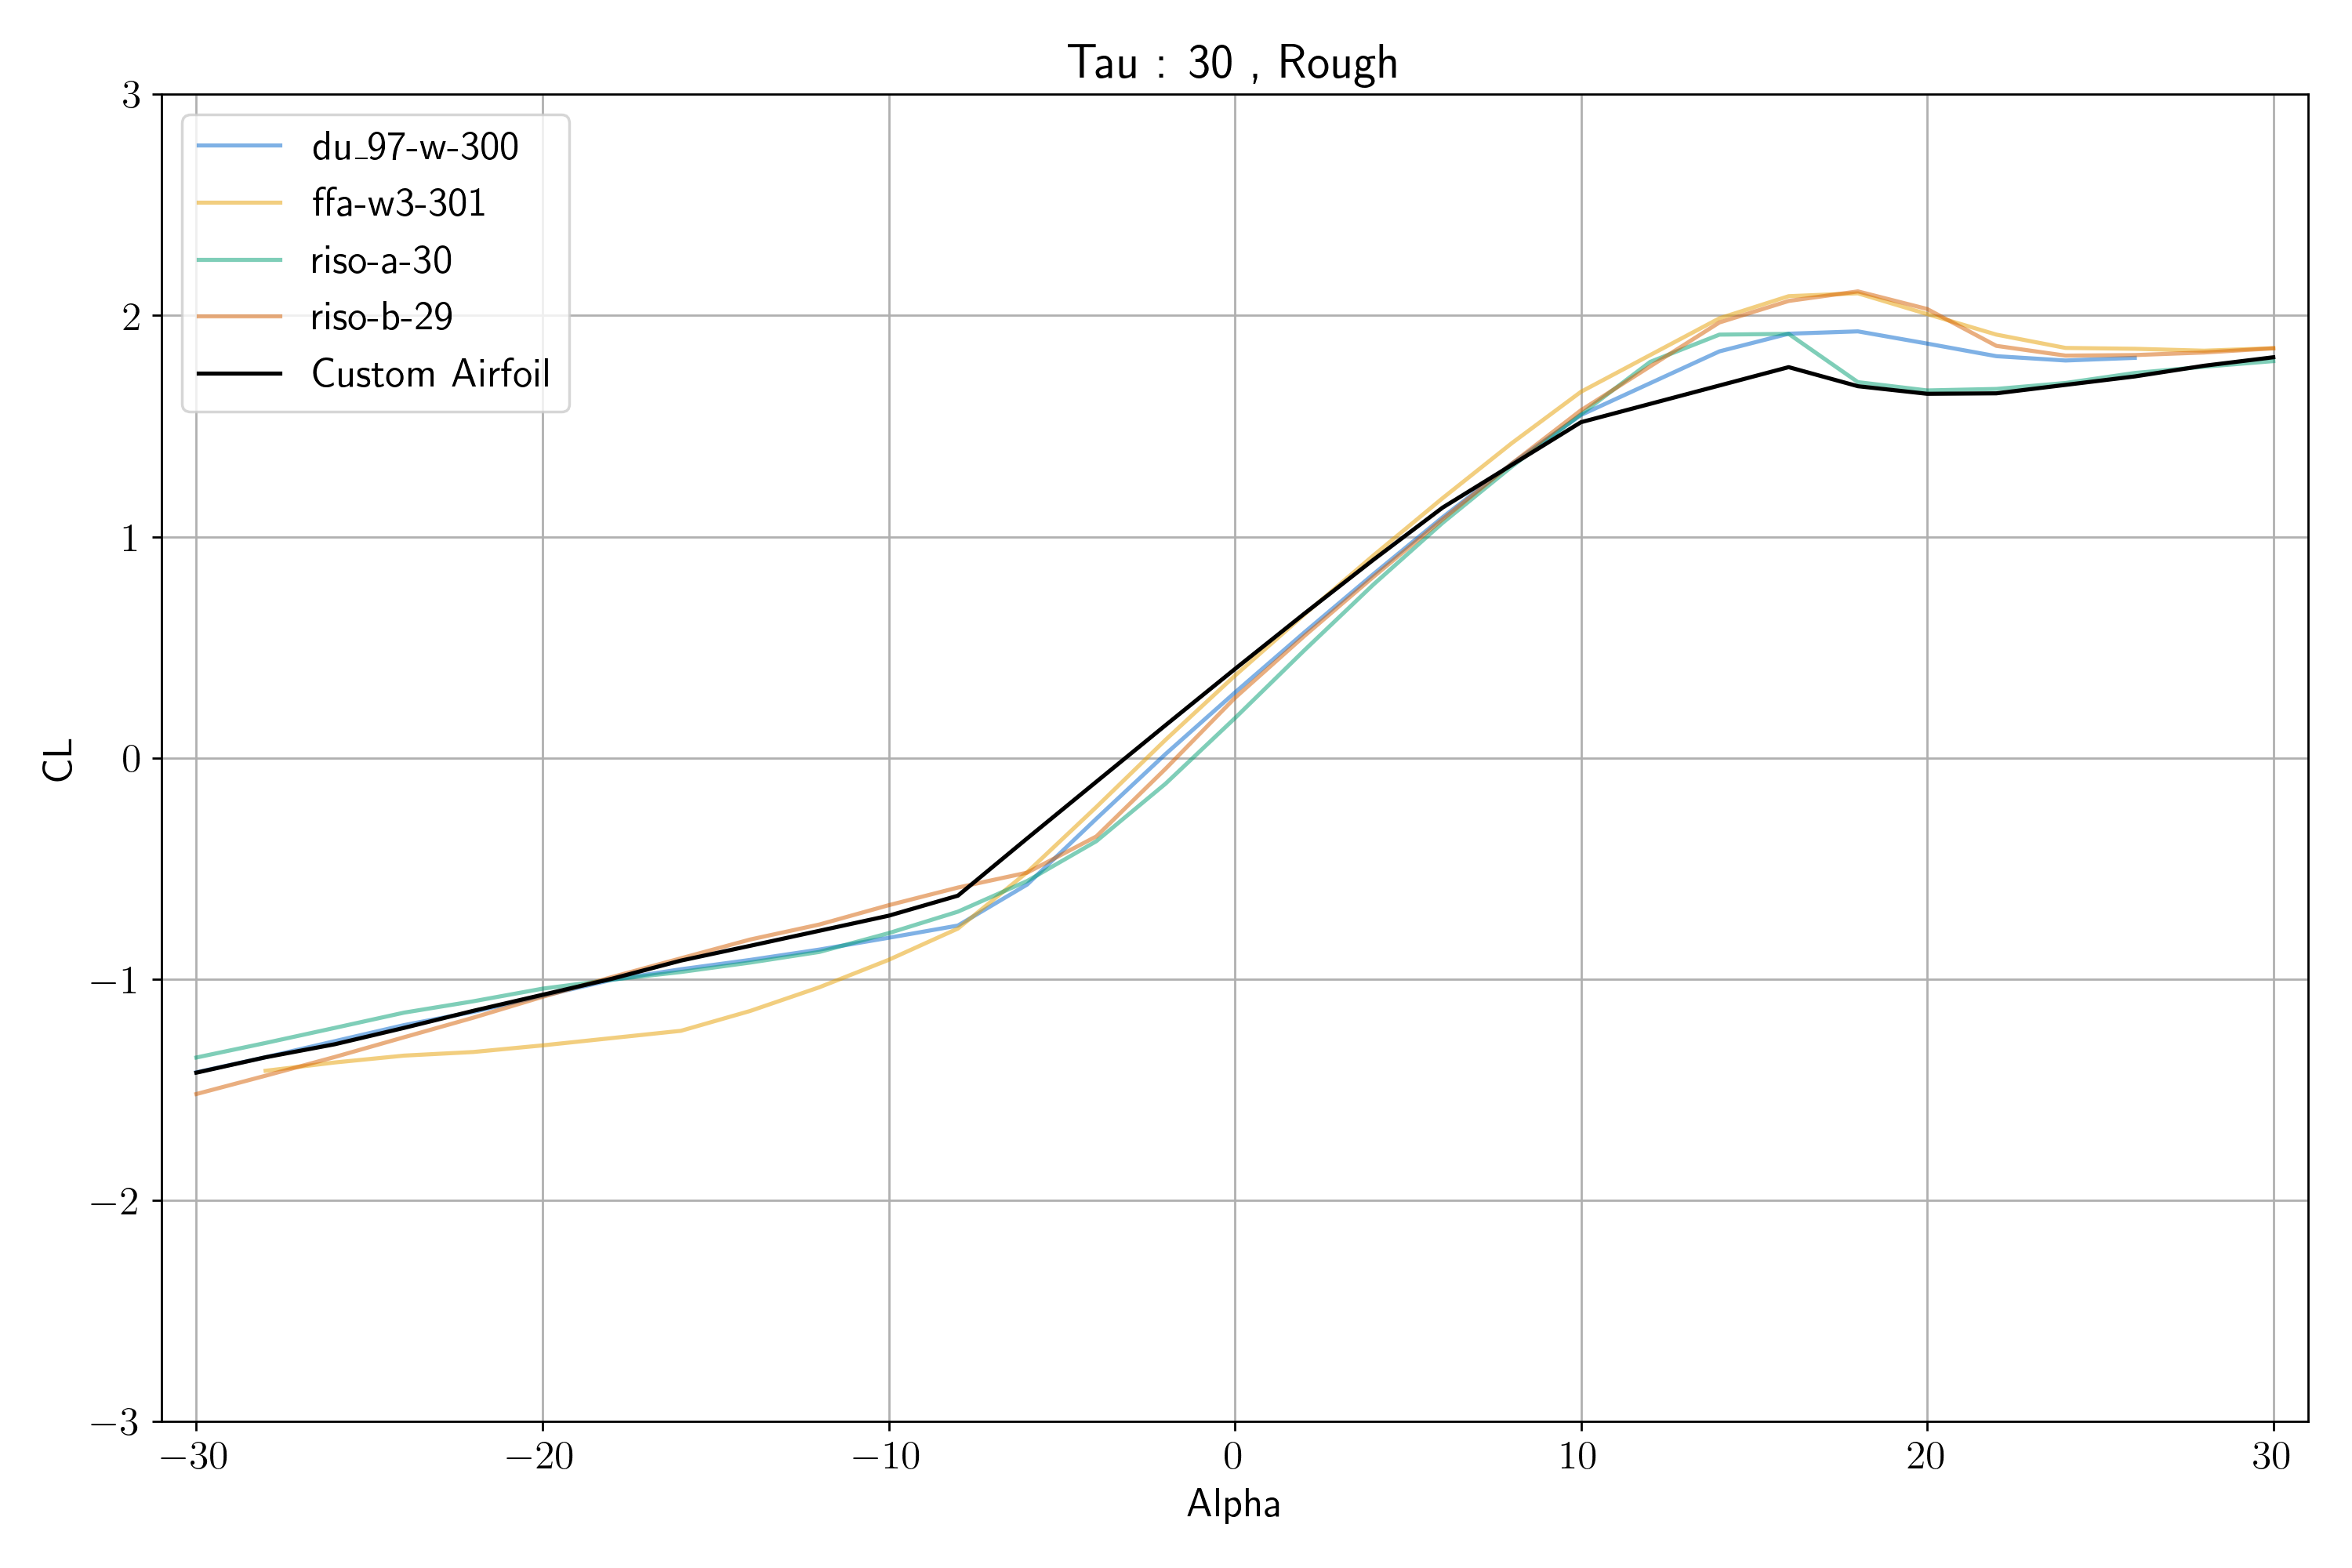 Tau : 30 , Rough
3
2
1
0
−1
−2
−3
CL
du_97-w-300
ffa-w3-301
riso-a-30
riso-b-29
Custom Airfoil
−30 −20 −10 0 10 20 30
Alpha